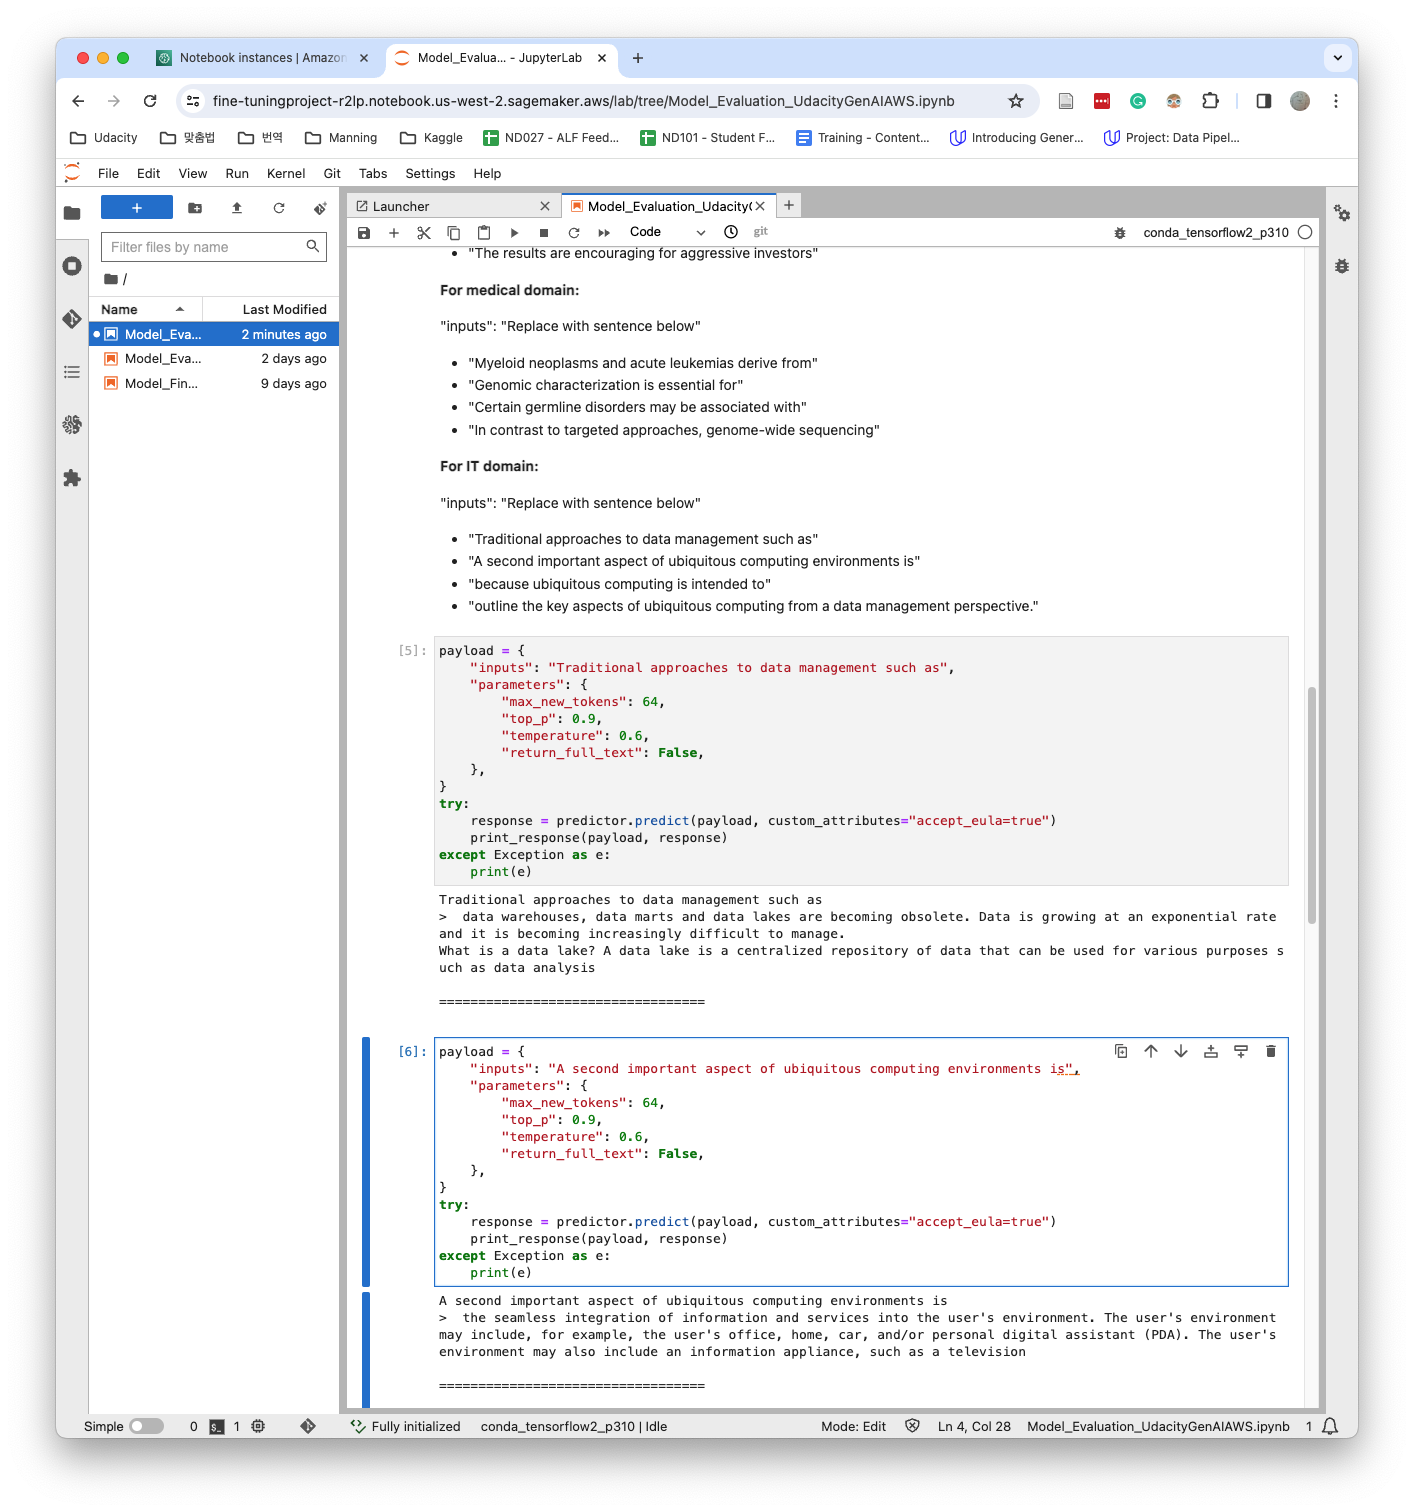 Notebook instances | Amazon
Model_Evalua... - JupyterLab
fine-tuningproject-r2lp.notebook.us-west-2.sagemaker.aws/lab/tree/Model_Evaluation_UdacityGenAIAWS.ipynb
Udacity 맞춤법 번역 Manning Kaggle ND027 - ALF Feed... ND101 - Student F... Training - Content... Introducing Gener... Project: Data Pipel...
File Edit View Run Kernel Git Tabs Settings Help
+
Filter files by name
/
Name Last Modified
Model_Eva... 2 minutes ago
Model_Eva... 2 days ago
Model_Fin... 9 days ago
Launcher
Model_Evaluation_Udacity(
Code git conda_tensorflow2_p310
• "The results are encouraging for aggressive investors"
For medical domain:
"inputs": "Replace with sentence below"
• "Myeloid neoplasms and acute leukemias derive from"
• "Genomic characterization is essential for"
• "Certain germline disorders may be associated with"
• "In contrast to targeted approaches, genome-wide sequencing"
For IT domain:
"inputs": "Replace with sentence below"
• "Traditional approaches to data management such as"
• "A second important aspect of ubiquitous computing environments is"
• "because ubiquitous computing is intended to"
• "outline the key aspects of ubiquitous computing from a data management perspective."
[5]: payload = {
"inputs": "Traditional approaches to data management such as",
"parameters": {
"max_new_tokens": 64,
"top_p": 0.9,
"temperature": 0.6,
"return_full_text": False,
},
}
try:
response = predictor.predict(payload, custom_attributes="accept_eula=true")
print_response(payload, response)
except Exception as e:
print(e)
Traditional approaches to data management such as
>  data warehouses, data marts and data lakes are becoming obsolete. Data is growing at an exponential rate
and it is becoming increasingly difficult to manage.
What is a data lake? A data lake is a centralized repository of data that can be used for various purposes s
uch as data analysis
==================================
[6]: payload = {
"inputs": "A second important aspect of ubiquitous computing environments is",
"parameters": {
"max_new_tokens": 64,
"top_p": 0.9,
"temperature": 0.6,
"return_full_text": False,
},
}
try:
response = predictor.predict(payload, custom_attributes="accept_eula=true")
print_response(payload, response)
except Exception as e:
print(e)
A second important aspect of ubiquitous computing environments is
>  the seamless integration of information and services into the user's environment. The user's environment
may include, for example, the user's office, home, car, and/or personal digital assistant (PDA). The user's
environment may also include an information appliance, such as a television
==================================
Simple 0 1 Fully initialized conda_tensorflow2_p310 | Idle Mode: Edit Ln 4, Col 28 Model_Evaluation_UdacityGenAIAWS.ipynb 1